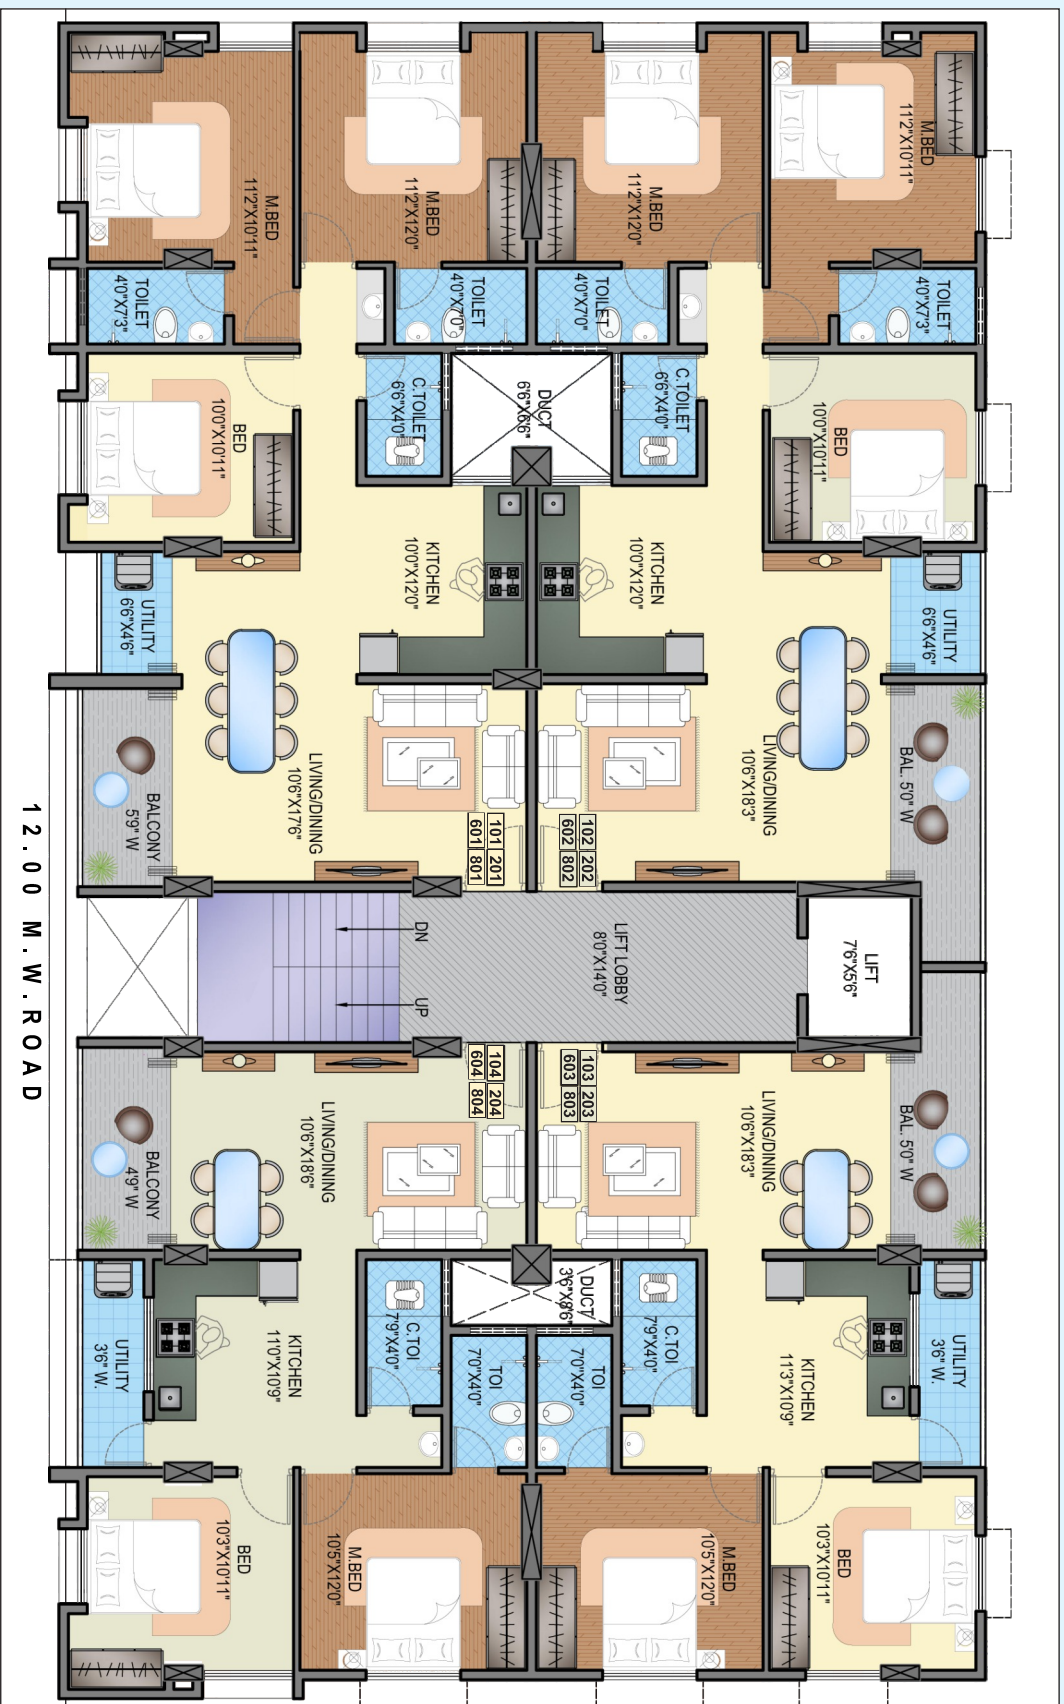 M.BED
11'2"X10'11"
M.BED
11'2"X12'0"
M.BED
11'2"X12'0"
M.BED
11'2"X10'11"
TOILET
4'0"X7'3"
TOILET
4'0"X7'0"
TOILET
4'0"X7'0"
TOILET
4'0"X7'3"
BED
10'0"X10'11"
C.TOILET
6'6"X4'0"
DUCT
6'6"X6'6"
C.TOILET
6'6"X4'0"
BED
10'0"X10'11"
UTILITY
6'6"X4'6"
KITCHEN
10'0"X12'0"
KITCHEN
10'0"X12'0"
UTILITY
6'6"X4'6"
BALCONY
5'9" W
LIVING/DINING
10'6"X17'6"
101 201
601 801
102 202
602 802
LIVING/DINING
10'6"X18'3"
BAL. 5'0" W
DN
UP
LIFT LOBBY
8'0"X14'0"
LIFT
7'6"X5'6"
12.00 M.W.ROAD
BALCONY
4'9" W
LIVING/DINING
10'6"X18'6"
104 204
604 804
103 203
603 803
LIVING/DINING
10'6"X18'3"
BAL. 5'0" W
UTILITY
3'6" W.
KITCHEN
11'0"X10'9"
C.TOI
7'9"X4'0"
DUCT
TOI
7'0"X4'0"
TOI
7'0"X4'0"
C.TOI
7'9"X4'0"
KITCHEN
11'3"X10'9"
UTILITY
3'6" W.
BED
10'3"X10'11"
M.BED
10'5"X12'0"
M.BED
10'5"X12'0"
BED
10'3"X10'11"